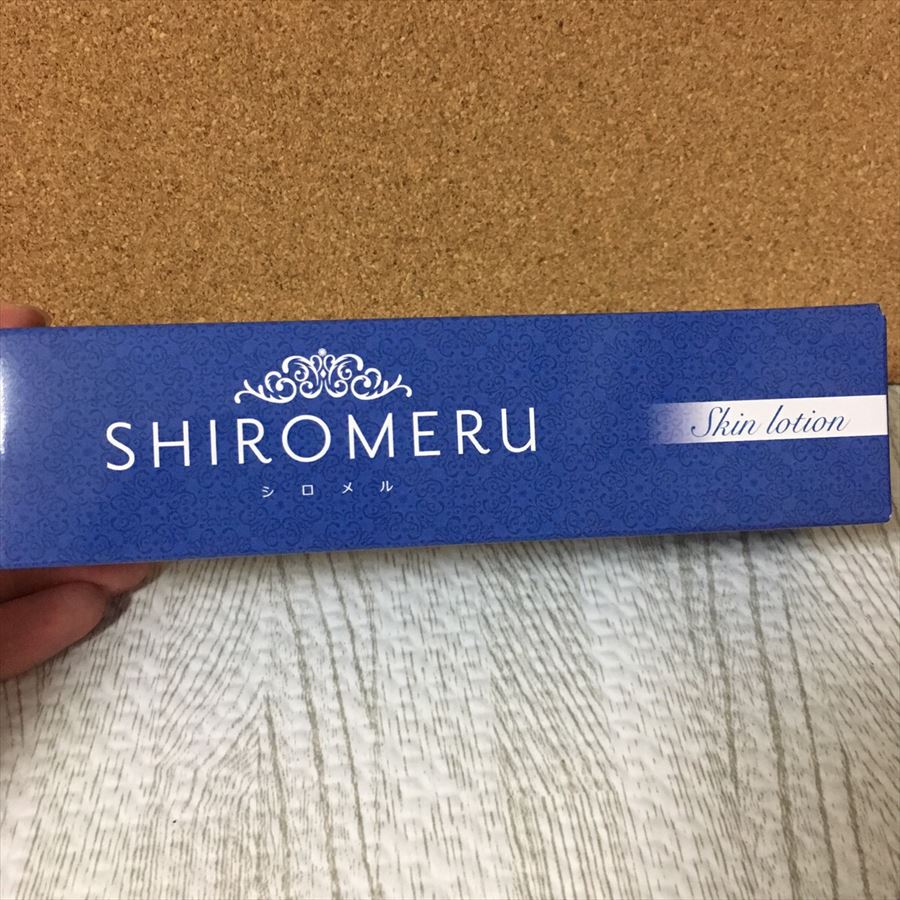 SHIROMERU
シロメル
Skin lotion